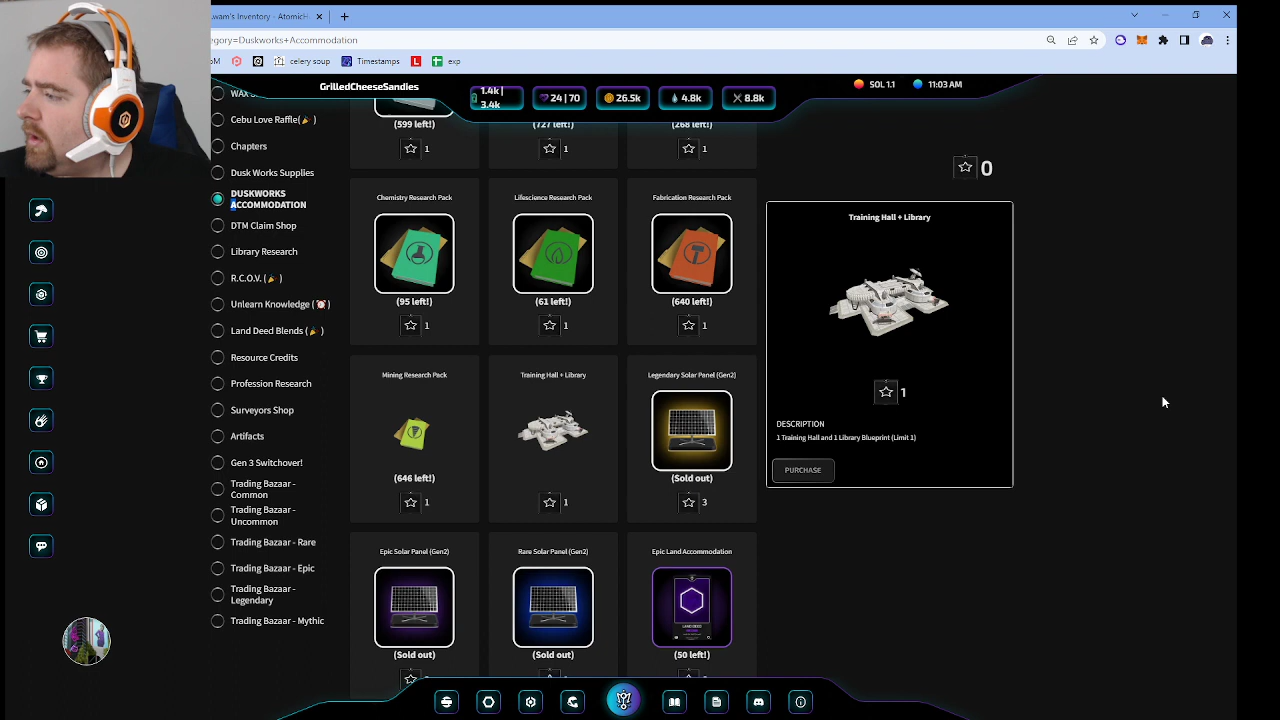 .wam's Inventory - AtomicH
egory=Duskworks+Accommodation
oM
celery soup
Timestamps
L
exp
GrilledCheeseSandies
1.4k |
3.4k
24 | 70
26.5k
4.8k
8.8k
SOL 1.1
11:03 AM
WAX S
Cebu Love Raffle(🎉)
Chapters
Dusk Works Supplies
DUSKWORKS
ACCOMMODATION
DTM Claim Shop
Library Research
R.C.O.V. (🎉)
Unlearn Knowledge (⏰)
Land Deed Blends (🎉)
Resource Credits
Profession Research
Surveyors Shop
Artifacts
Gen 3 Switchover!
Trading Bazaar -
Common
Trading Bazaar -
Uncommon
Trading Bazaar - Rare
Trading Bazaar - Epic
Trading Bazaar -
Legendary
Trading Bazaar - Mythic
(599 left!)
1
(727 left!)
1
(268 left!)
1
Chemistry Research Pack
(95 left!)
1
Lifescience Research Pack
(61 left!)
1
Fabrication Research Pack
(640 left!)
1
Mining Research Pack
(646 left!)
1
Training Hall + Library
1
Legendary Solar Panel (Gen2)
(Sold out)
3
Epic Solar Panel (Gen2)
(Sold out)
Rare Solar Panel (Gen2)
(Sold out)
Epic Land Accommodation
LAND DEED
(50 left!)
0
Training Hall + Library
1
DESCRIPTION
1 Training Hall and 1 Library Blueprint (Limit 1)
PURCHASE